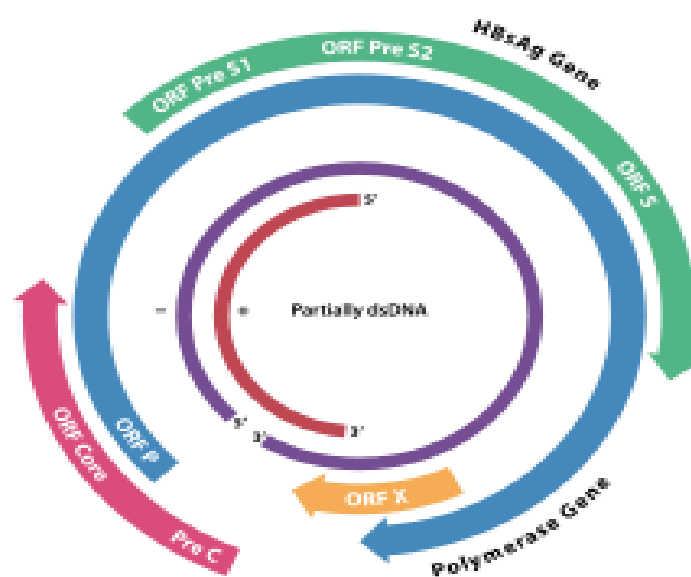 HBsAg Gene
ORF Pre S1
ORF Pre S2
ORF S
5'
-
+
Partially dsDNA
5'
3'
3'
ORF P
ORF Core
Pre C
ORF X
Polymerase Gene